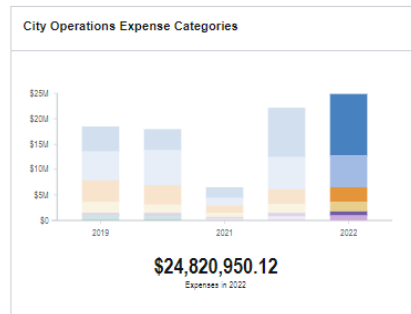 City Operations Expense Categories
$25M
$20M
$15M
$10M
$5M
$0
2019 2021 2022
$24,820,950.12
Expenses in 2022